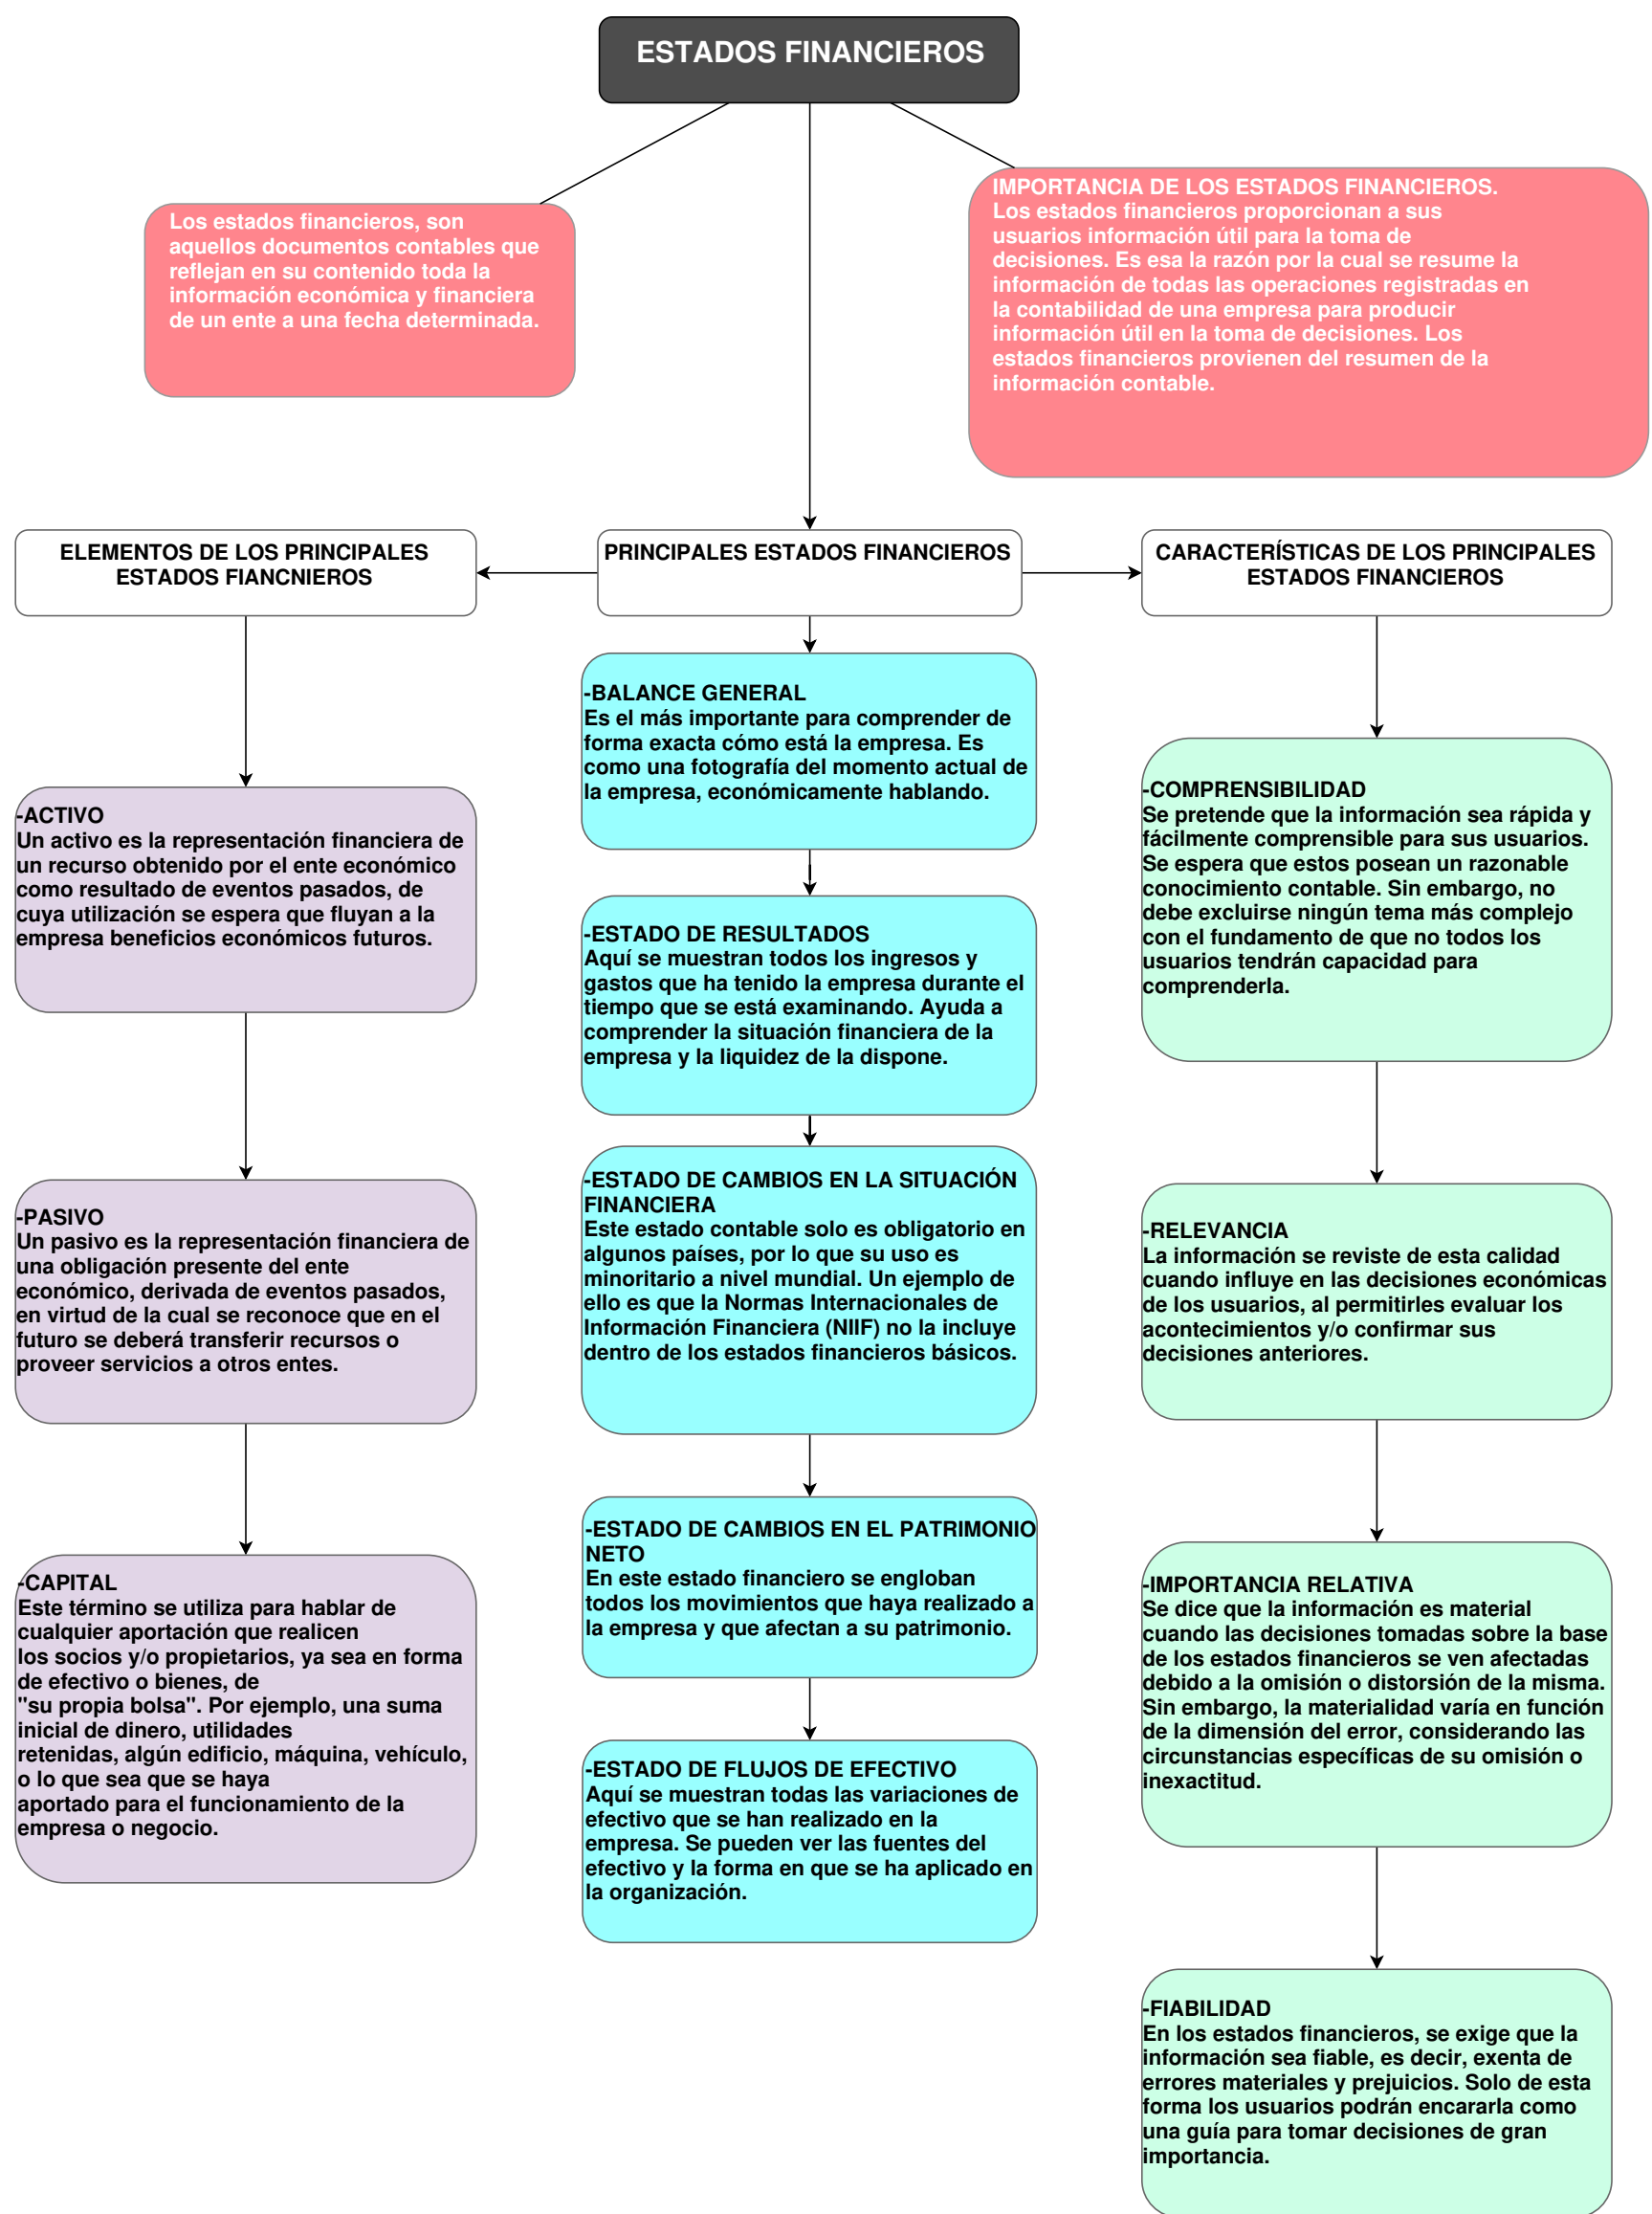 ESTADOS FINANCIEROS
Los estados financieros, son
aquellos documentos contables que
reflejan en su contenido toda la
información económica y financiera
de un ente a una fecha determinada.
IMPORTANCIA DE LOS ESTADOS FINANCIEROS.
Los estados financieros proporcionan a sus
usuarios información útil para la toma de
decisiones. Es esa la razón por la cual se resume la
información de todas las operaciones registradas en
la contabilidad de una empresa para producir
información útil en la toma de decisiones. Los
estados financieros provienen del resumen de la
información contable.
ELEMENTOS DE LOS PRINCIPALES
ESTADOS FIANCNIEROS
PRINCIPALES ESTADOS FINANCIEROS
CARACTERÍSTICAS DE LOS PRINCIPALES
ESTADOS FINANCIEROS
-ACTIVO
Un activo es la representación financiera de
un recurso obtenido por el ente económico
como resultado de eventos pasados, de
cuya utilización se espera que fluyan a la
empresa beneficios económicos futuros.
-PASIVO
Un pasivo es la representación financiera de
una obligación presente del ente
económico, derivada de eventos pasados,
en virtud de la cual se reconoce que en el
futuro se deberá transferir recursos o
proveer servicios a otros entes.
-CAPITAL
Este término se utiliza para hablar de
cualquier aportación que realicen
los socios y/o propietarios, ya sea en forma
de efectivo o bienes, de
"su propia bolsa". Por ejemplo, una suma
inicial de dinero, utilidades
retenidas, algún edificio, máquina, vehículo,
o lo que sea que se haya
aportado para el funcionamiento de la
empresa o negocio.
-BALANCE GENERAL
Es el más importante para comprender de
forma exacta cómo está la empresa. Es
como una fotografía del momento actual de
la empresa, económicamente hablando.
-ESTADO DE RESULTADOS
Aquí se muestran todos los ingresos y
gastos que ha tenido la empresa durante el
tiempo que se está examinando. Ayuda a
comprender la situación financiera de la
empresa y la liquidez de la dispone.
-ESTADO DE CAMBIOS EN LA SITUACIÓN
FINANCIERA
Este estado contable solo es obligatorio en
algunos países, por lo que su uso es
minoritario a nivel mundial. Un ejemplo de
ello es que la Normas Internacionales de
Información Financiera (NIIF) no la incluye
dentro de los estados financieros básicos.
-ESTADO DE CAMBIOS EN EL PATRIMONIO
NETO
En este estado financiero se engloban
todos los movimientos que haya realizado a
la empresa y que afectan a su patrimonio.
-ESTADO DE FLUJOS DE EFECTIVO
Aquí se muestran todas las variaciones de
efectivo que se han realizado en la
empresa. Se pueden ver las fuentes del
efectivo y la forma en que se ha aplicado en
la organización.
-COMPRENSIBILIDAD
Se pretende que la información sea rápida y
fácilmente comprensible para sus usuarios.
Se espera que estos posean un razonable
conocimiento contable. Sin embargo, no
debe excluirse ningún tema más complejo
con el fundamento de que no todos los
usuarios tendrán capacidad para
comprenderla.
-RELEVANCIA
La información se reviste de esta calidad
cuando influye en las decisiones económicas
de los usuarios, al permitirles evaluar los
acontecimientos y/o confirmar sus
decisiones anteriores.
-IMPORTANCIA RELATIVA
Se dice que la información es material
cuando las decisiones tomadas sobre la base
de los estados financieros se ven afectadas
debido a la omisión o distorsión de la misma.
Sin embargo, la materialidad varía en función
de la dimensión del error, considerando las
circunstancias específicas de su omisión o
inexactitud.
-FIABILIDAD
En los estados financieros, se exige que la
información sea fiable, es decir, exenta de
errores materiales y prejuicios. Solo de esta
forma los usuarios podrán encararla como
una guía para tomar decisiones de gran
importancia.